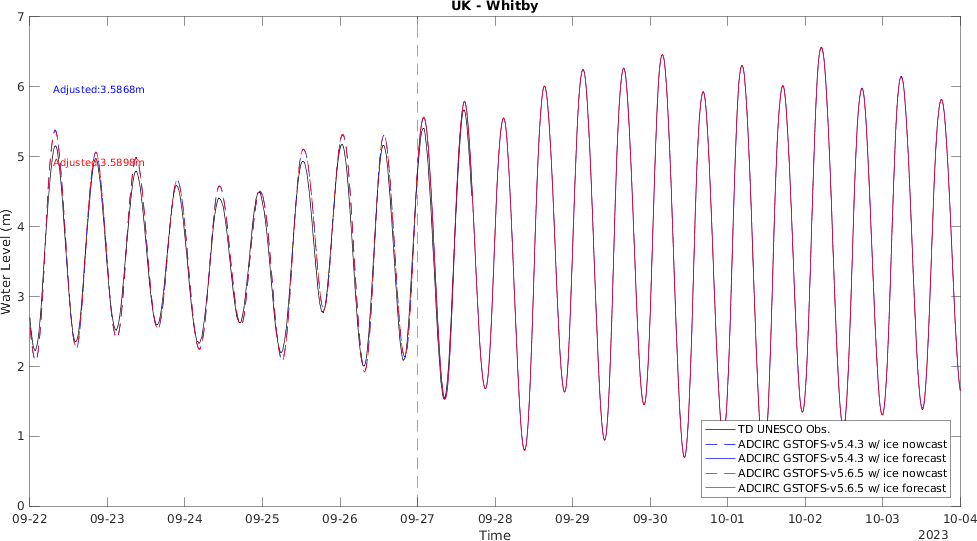 UK - Whitby
7
6
5
4
3
2
1
0
Water Level (m)
Adjusted:3.5868m
Adjusted:3.5898m
TD UNESCO Obs.
ADCIRC GSTOFS-v5.4.3 w/ ice nowcast
ADCIRC GSTOFS-v5.4.3 w/ ice forecast
ADCIRC GSTOFS-v5.6.5 w/ ice nowcast
ADCIRC GSTOFS-v5.6.5 w/ ice forecast
09-22 09-23 09-24 09-25 09-26 09-27 09-28 09-29 09-30 10-01 10-02 10-03 10-04
Time
2023